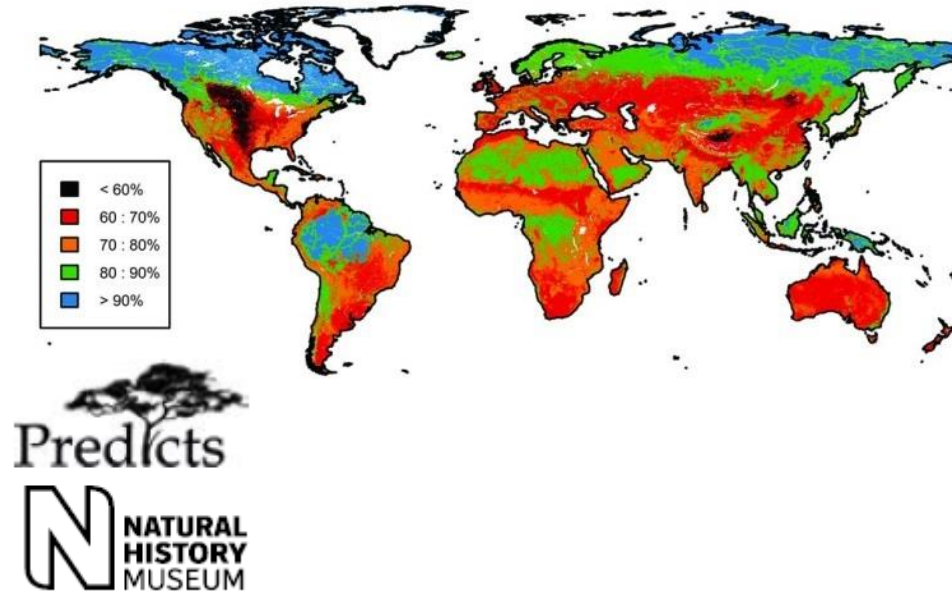 < 60%
60 : 70%
70 : 80%
80 : 90%
> 90%
Predicts
N
NATURAL
HISTORY
MUSEUM